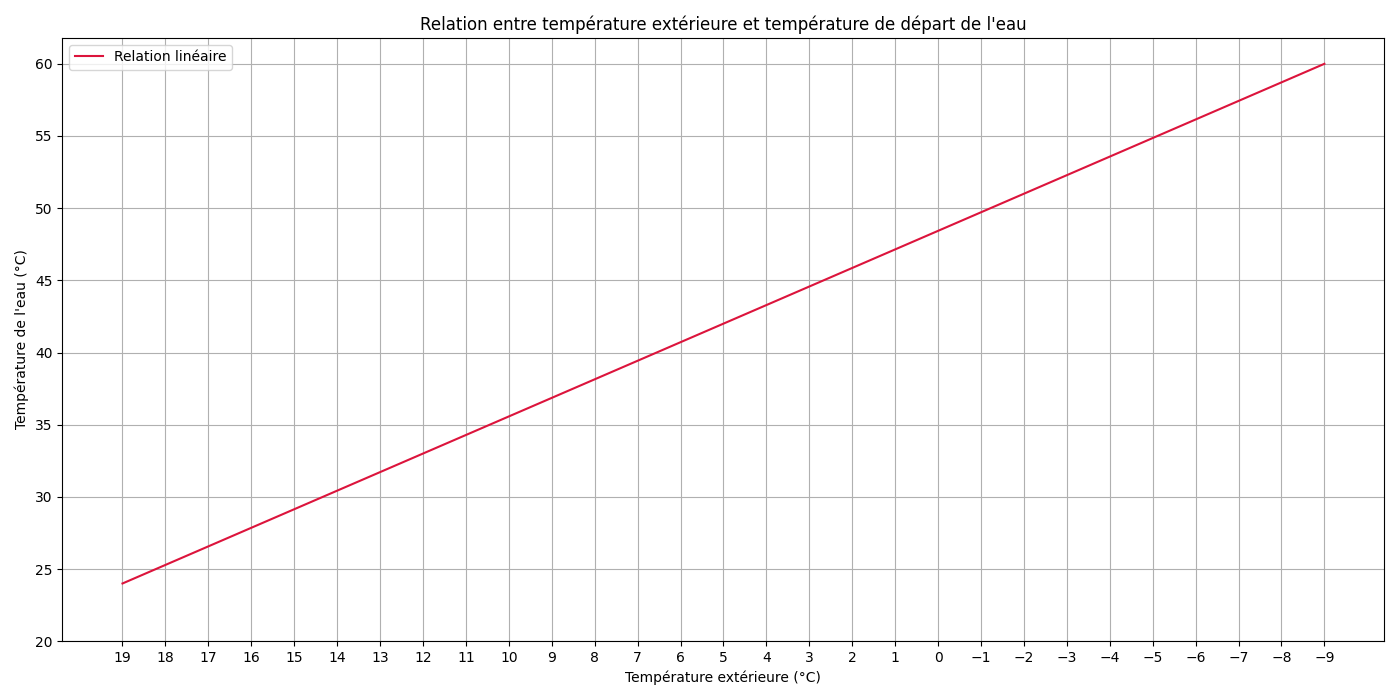 Relation entre température extérieure et température de départ de l'eau
Relation linéaire
60
55
50
45
40
35
30
25
20
Température de l'eau (°C)
19 18 17 16 15 14 13 12 11 10 9 8 7 6 5 4 3 2 1 0 −1 −2 −3 −4 −5 −6 −7 −8 −9
Température extérieure (°C)